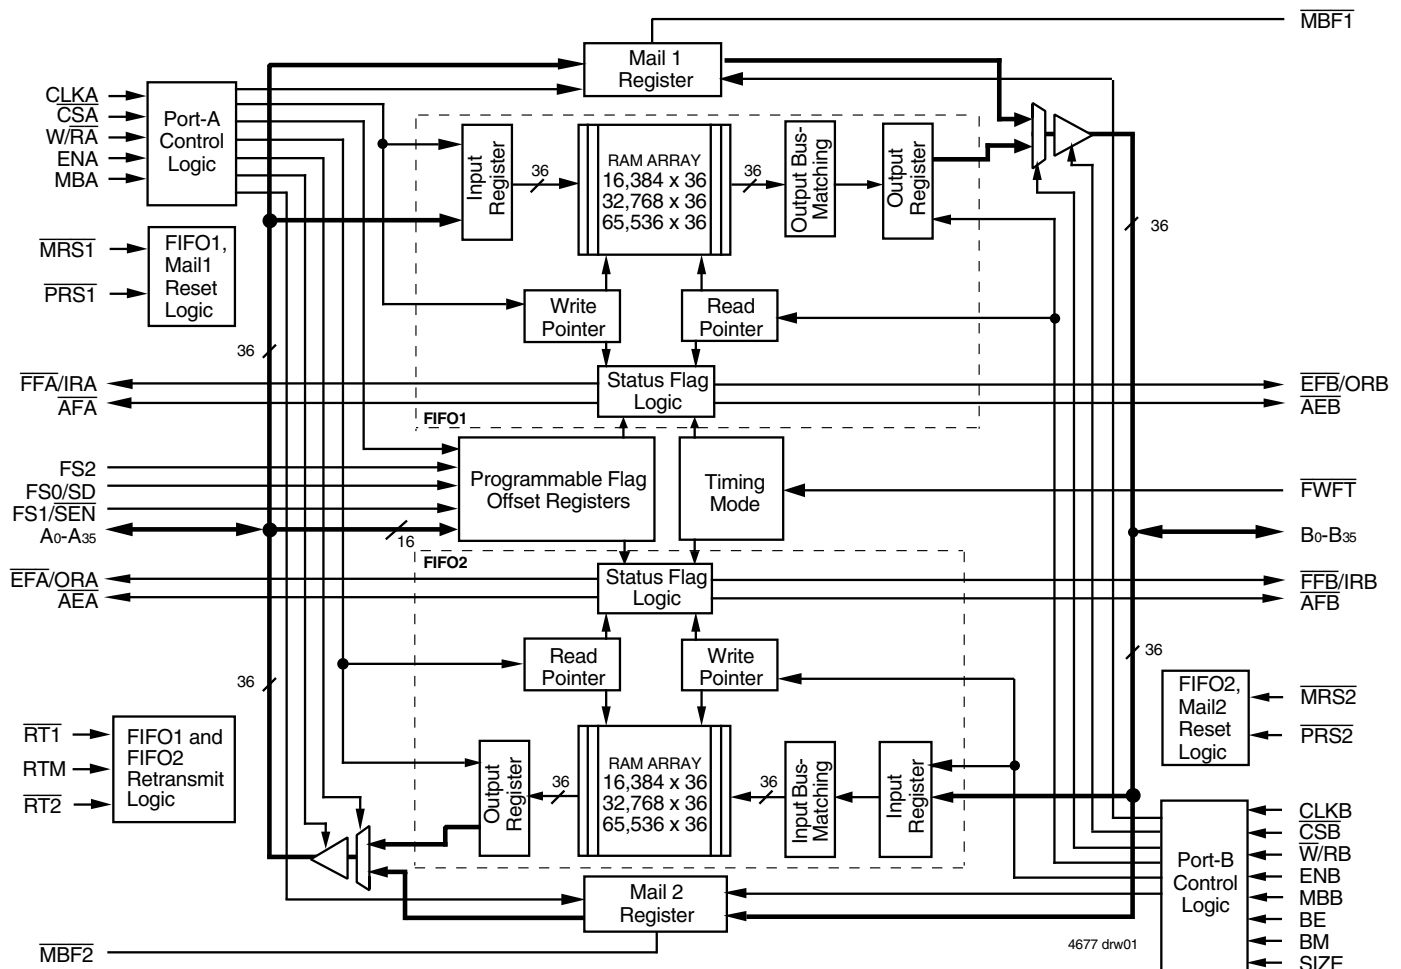 MBF1
Mail 1
Register
CLKA
CSA
W/RA
ENA
MBA
Port-A
Control
Logic
Input
Register
36
RAM ARRAY
16,384 x 36
32,768 x 36
65,536 x 36
36
Output Bus-
Matching
Output
Register
36
MRS1
PRS1
FIFO1,
Mail1
Reset
Logic
Write
Pointer
Read
Pointer
36
FFA/IRA
AFA
Status Flag
Logic
EFB/ORB
AEB
FIFO1
FS2
FS0/SD
FS1/SEN
A0-A35
Programmable Flag
Offset Registers
16
Timing
Mode
FWFT
B0-B35
FIFO2
EFA/ORA
AEA
Status Flag
Logic
FFB/IRB
AFB
Read
Pointer
Write
Pointer
36
36
FIFO2,
Mail2
Reset
Logic
MRS2
PRS2
RT1
RTM
RT2
FIFO1 and
FIFO2
Retransmit
Logic
Output
Register
36
RAM ARRAY
16,384 x 36
32,768 x 36
65,536 x 36
36
Input Bus-
Matching
Input
Register
CLKB
CSB
W/RB
ENB
MBB
BE
BM
SIZE
Port-B
Control
Logic
Mail 2
Register
MBF2
4677 drw01